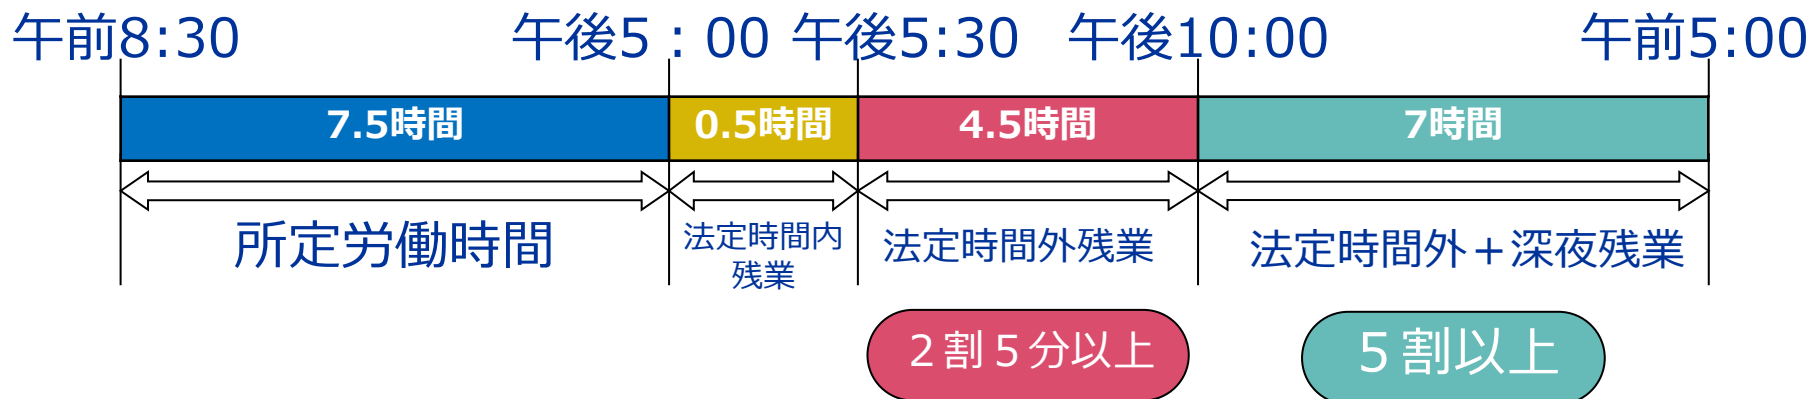 午前8:30 午後5：00 午後5:30 午後10:00 午前5:00
7.5時間 0.5時間 4.5時間 7時間
所定労働時間
法定時間内
残業
法定時間外残業
法定時間外＋深夜残業
２割５分以上
５割以上